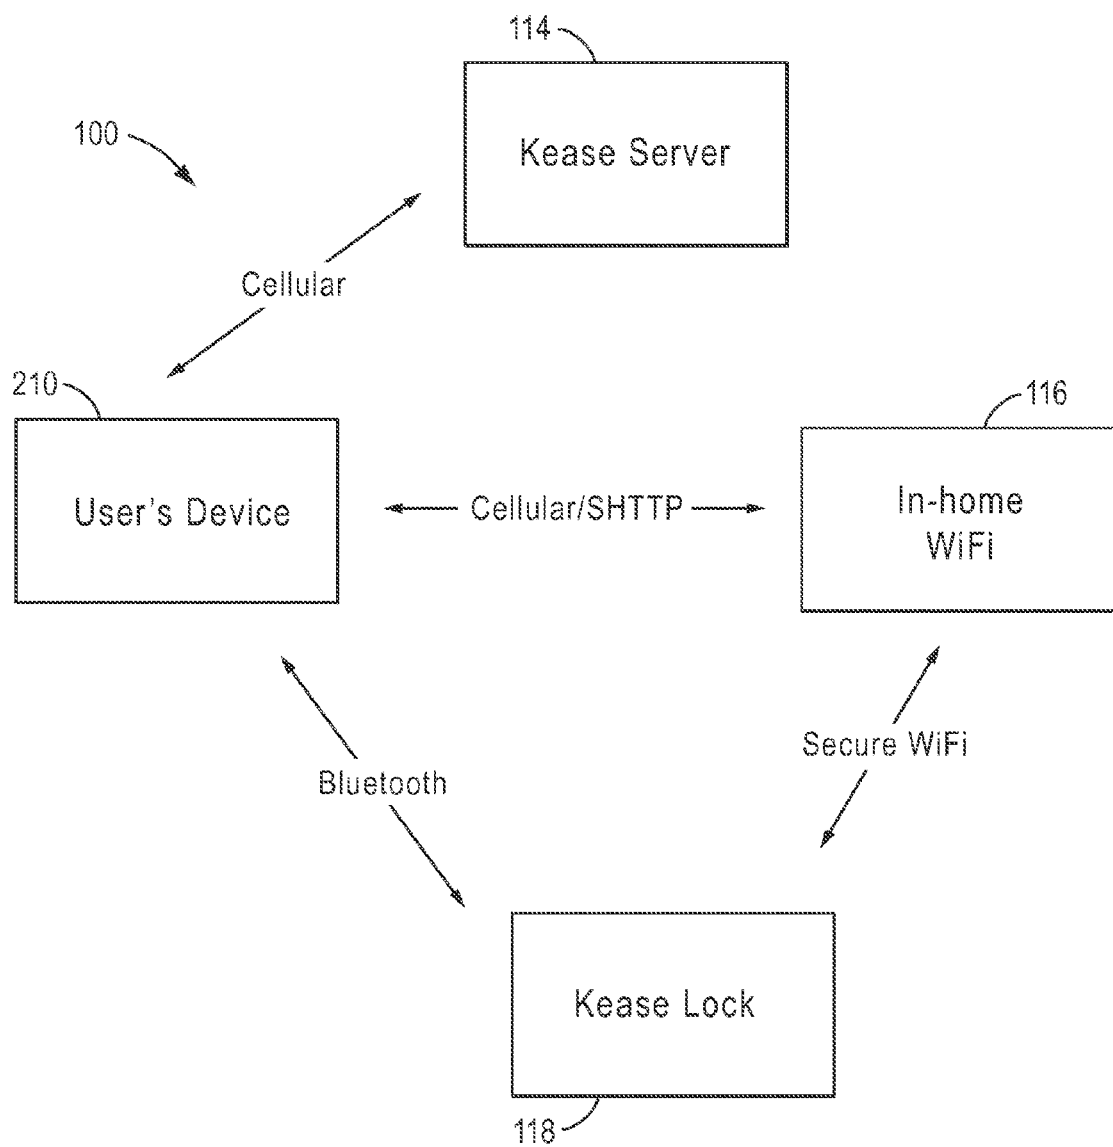 114
Kease Server
100
Cellular
210
User's Device
Cellular/SHTTP
116
In-home
WiFi
Secure WiFi
Bluetooth
Kease Lock
118